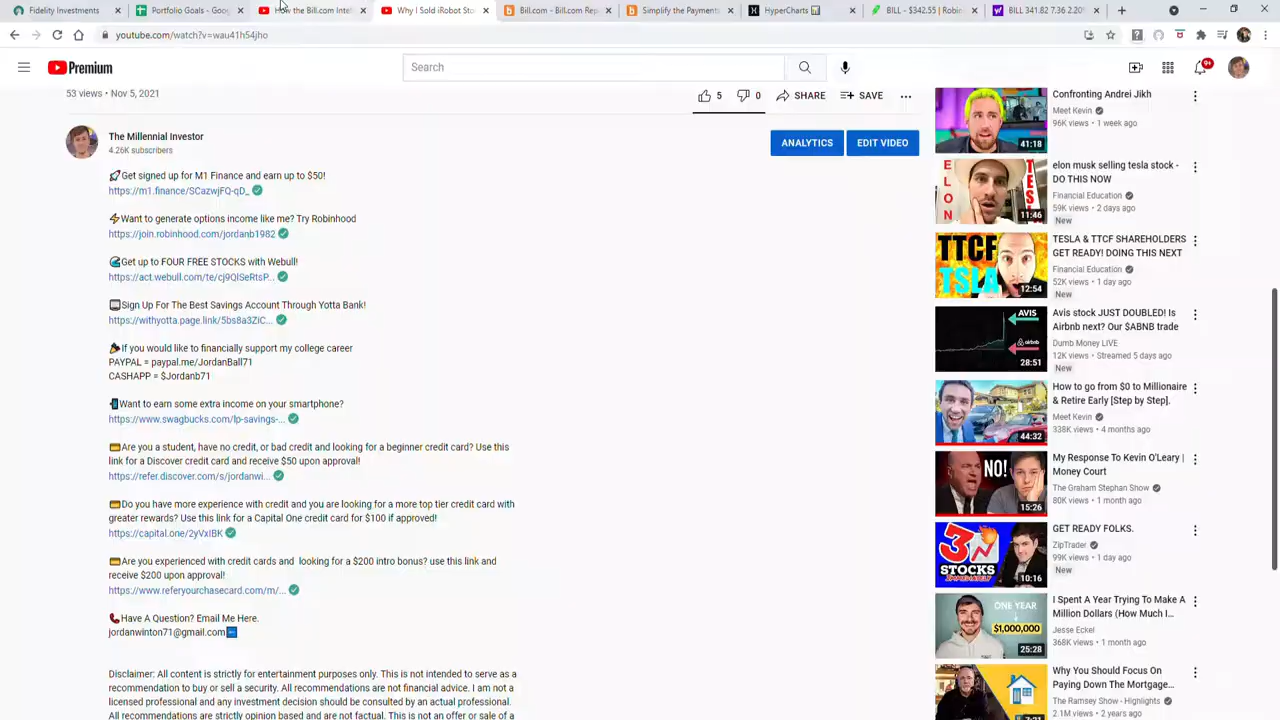 Fidelity Investments
Portfolio Goals - Goog
How the Bill.com Intel
Why I Sold iRobot Stoc
Bill.com - Bill.com Repo
Simplify the Payments
HyperCharts
BILL - $342.55 | Robin
BILL 341.82 7.36 2.20%
youtube.com/watch?v=wau41h54jho
Premium
Search
9+
53 views • Nov 5, 2021
5
0
SHARE
SAVE
The Millennial Investor
4.26K subscribers
ANALYTICS
EDIT VIDEO
🚀Get signed up for M1 Finance and earn up to $50!
https://m1.finance/SCazwjFQ-qD_
⚡Want to generate options income like me? Try Robinhood
https://join.robinhood.com/jordanb1982
Get up to FOUR FREE STOCKS with Webull!
https://act.webull.com/te/cj9QISeRtsP...
Sign Up For The Best Savings Account Through Yotta Bank!
https://withyotta.page.link/5bs8a3ZiC...
🎉If you would like to financially support my college career
PAYPAL = paypal.me/JordanBall71
CASHAPP = $Jordanb71
📲Want to earn some extra income on your smartphone?
https://www.swagbucks.com/lp-savings-...
💳Are you a student, have no credit, or bad credit and looking for a beginner credit card? Use this
link for a Discover credit card and receive $50 upon approval!
https://refer.discover.com/s/jordanwi...
💳Do you have more experience with credit and you are looking for a more top tier credit card with
greater rewards? Use this link for a Capital One credit card for $100 if approved!
https://capital.one/2yVxIBK
💳Are you experienced with credit cards and looking for a $200 intro bonus? use this link and
receive $200 upon approval!
https://www.referyourchasecard.com/m/...
📞Have A Question? Email Me Here.
jordanwinton71@gmail.com
Disclaimer: All content is strictly for entertainment purposes only. This is not intended to serve as a
recommendation to buy or sell a security. All recommendations are not financial advice. I am not a
licensed professional and any investment decision should be consulted by an actual professional.
All recommendations are strictly opinion based and are not factual. This is not an offer or sale of a
41:18
Confronting Andrei Jikh
Meet Kevin
96K views • 1 week ago
ELON
TES
11:46
elon musk selling tesla stock -
DO THIS NOW
Financial Education
59K views • 2 days ago
New
TTCF
TSLA
12:54
TESLA & TTCF SHAREHOLDERS
GET READY! DOING THIS NEXT
Financial Education
52K views • 1 day ago
New
AVIS
airbnb
28:51
Avis stock JUST DOUBLED! Is
Airbnb next? Our $ABNB trade
Dumb Money LIVE
12K views • Streamed 5 days ago
New
44:32
How to go from $0 to Millionaire
& Retire Early [Step by Step].
Meet Kevin
338K views • 4 months ago
NO!
15:26
My Response To Kevin O'Leary |
Money Court
The Graham Stephan Show
80K views • 1 month ago
3
STOCKS
IMMEDIATELY
10:16
GET READY FOLKS.
ZipTrader
99K views • 1 day ago
New
ONE YEAR
$1,000,000
25:28
I Spent A Year Trying To Make A
Million Dollars (How Much I...
Jesse Eckel
368K views • 1 month ago
7:21
Why You Should Focus On
Paying Down The Mortgage...
The Ramsey Show - Highlights
2.1M views • 2 years ago